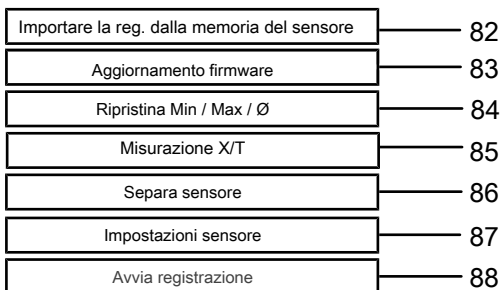 Importare la reg. dalla memoria del sensore 82
Aggiornamento firmware 83
Ripristina Min / Max / Ø 84
Misurazione X/T 85
Separa sensore 86
Impostazioni sensore 87
Avvia registrazione 88